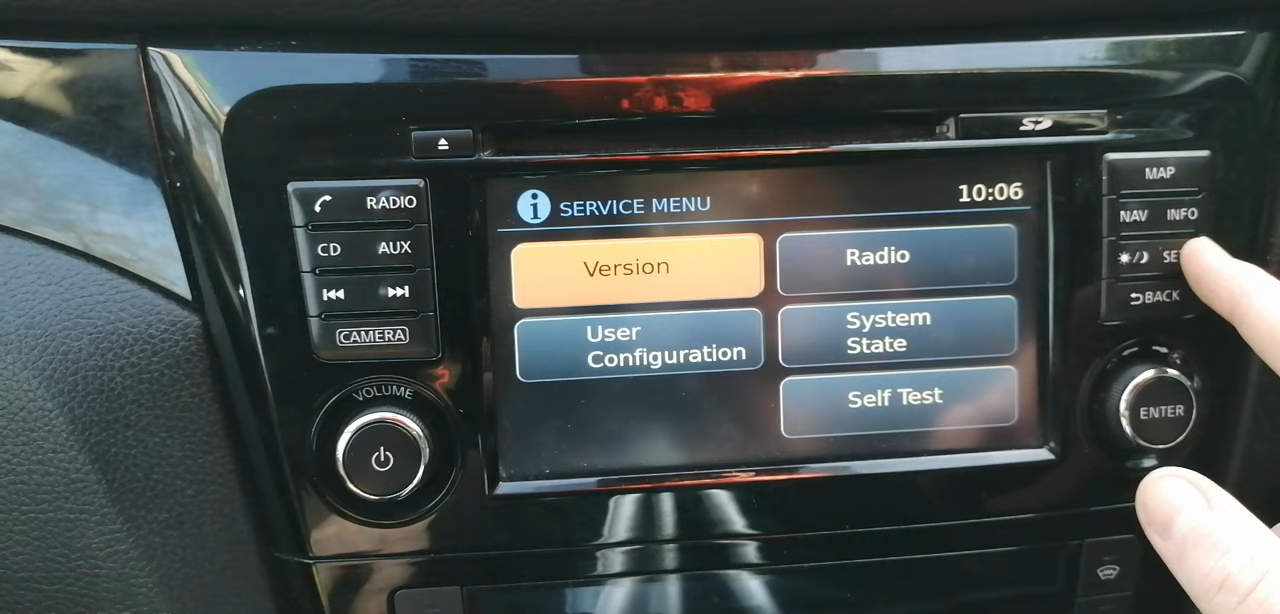 SD
RADIO
CD AUX
CAMERA
VOLUME
SERVICE MENU
10:06
Version
Radio
User
Configuration
System
State
Self Test
MAP
NAV INFO
BACK
ENTER